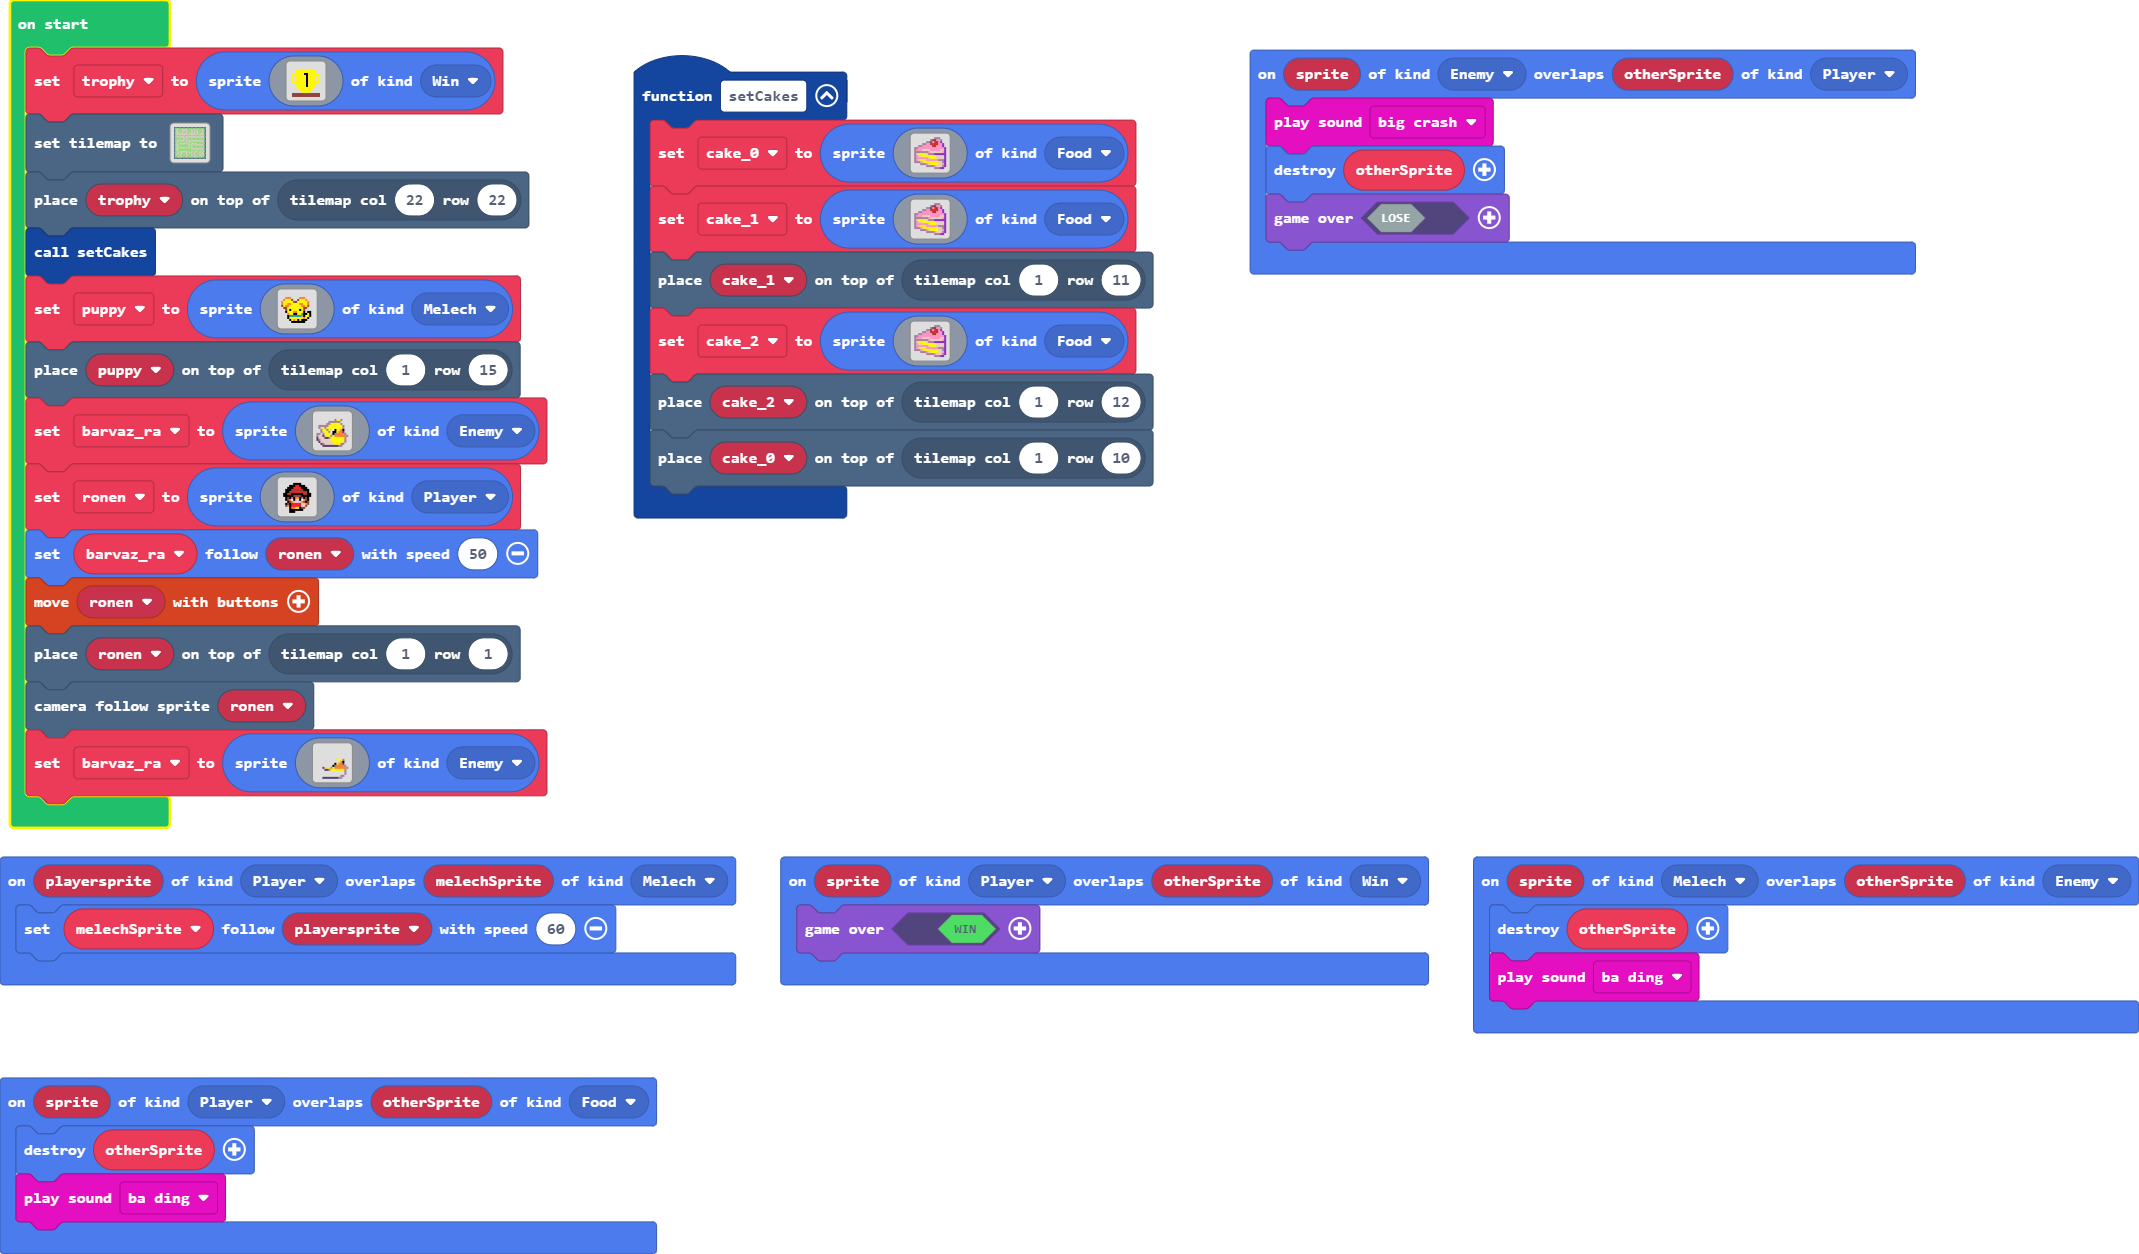 on start
set trophy to sprite 1 of kind Win
set tilemap to
place trophy on top of tilemap col 22 row 22
call setCakes
set puppy to sprite of kind Melech
place puppy on top of tilemap col 1 row 15
set barvaz_ra to sprite of kind Enemy
set ronen to sprite of kind Player
set barvaz_ra follow ronen with speed 50
move ronen with buttons
place ronen on top of tilemap col 1 row 1
camera follow sprite ronen
set barvaz_ra to sprite of kind Enemy
function setCakes
set cake_0 to sprite of kind Food
set cake_1 to sprite of kind Food
place cake_1 on top of tilemap col 1 row 11
set cake_2 to sprite of kind Food
place cake_2 on top of tilemap col 1 row 12
place cake_0 on top of tilemap col 1 row 10
on sprite of kind Enemy overlaps otherSprite of kind Player
play sound big crash
destroy otherSprite
game over LOSE
on playersprite of kind Player overlaps melechSprite of kind Melech
set melechSprite follow playersprite with speed 60
on sprite of kind Player overlaps otherSprite of kind Win
game over WIN
on sprite of kind Melech overlaps otherSprite of kind Enemy
destroy otherSprite
play sound ba ding
on sprite of kind Player overlaps otherSprite of kind Food
destroy otherSprite
play sound ba ding